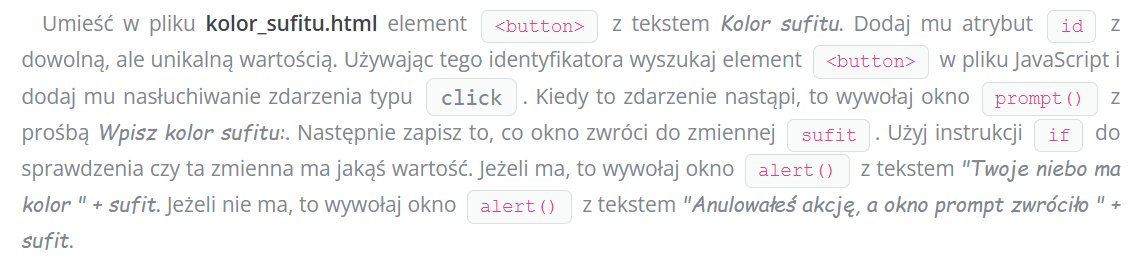 Umieść w pliku kolor_sufitu.html element <button> z tekstem Kolor sufitu. Dodaj mu atrybut id z
dowolną, ale unikalną wartością. Używając tego identyfikatora wyszukaj element <button> w pliku JavaScript i
dodaj mu nasłuchiwanie zdarzenia typu click . Kiedy to zdarzenie nastąpi, to wywołaj okno prompt() z
prośbą Wpisz kolor sufitu:. Następnie zapisz to, co okno zwróci do zmiennej sufit . Użyj instrukcji if do
sprawdzenia czy ta zmienna ma jakąś wartość. Jeżeli ma, to wywołaj okno alert() z tekstem "Twoje niebo ma
kolor " + sufit. Jeżeli nie ma, to wywołaj okno alert() z tekstem "Anulowałeś akcję, a okno prompt zwróciło " +
sufit.